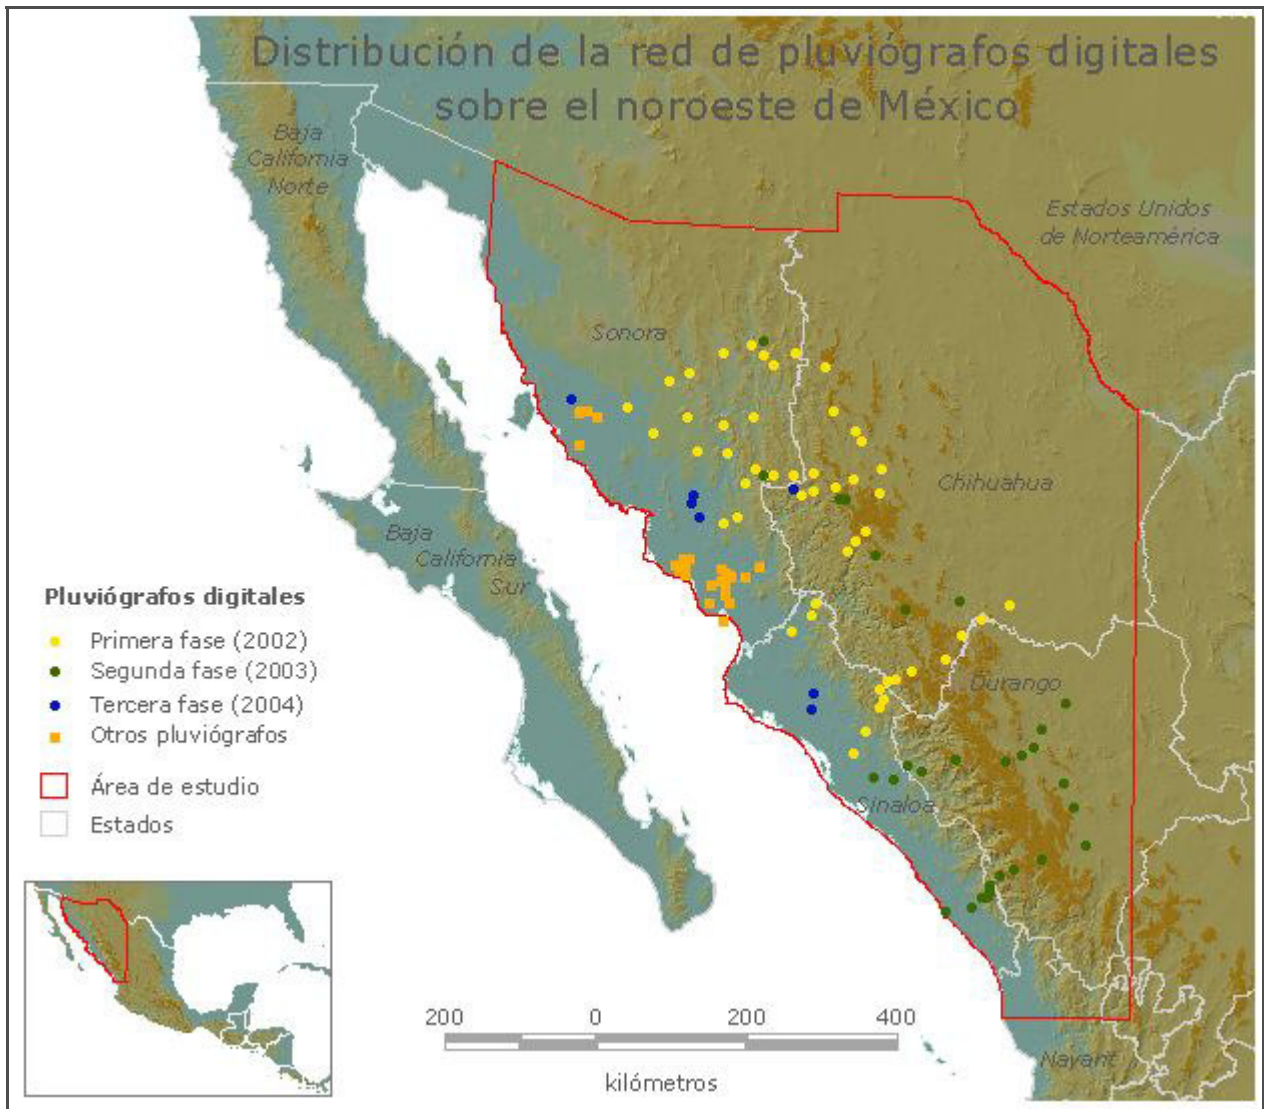 Distribución de la red de pluviógrafos digitales
sobre el noroeste de México
Baja
California
Norte
Estados Unidos
de Norteamérica
Sonora
Chihuahua
Baja
California
Sur
Durango
Sinaloa
Nayarit
Pluviógrafos digitales
Primera fase (2002)
Segunda fase (2003)
Tercera fase (2004)
Otros pluviógrafos
Área de estudio
Estados
200 0 200 400
kilómetros